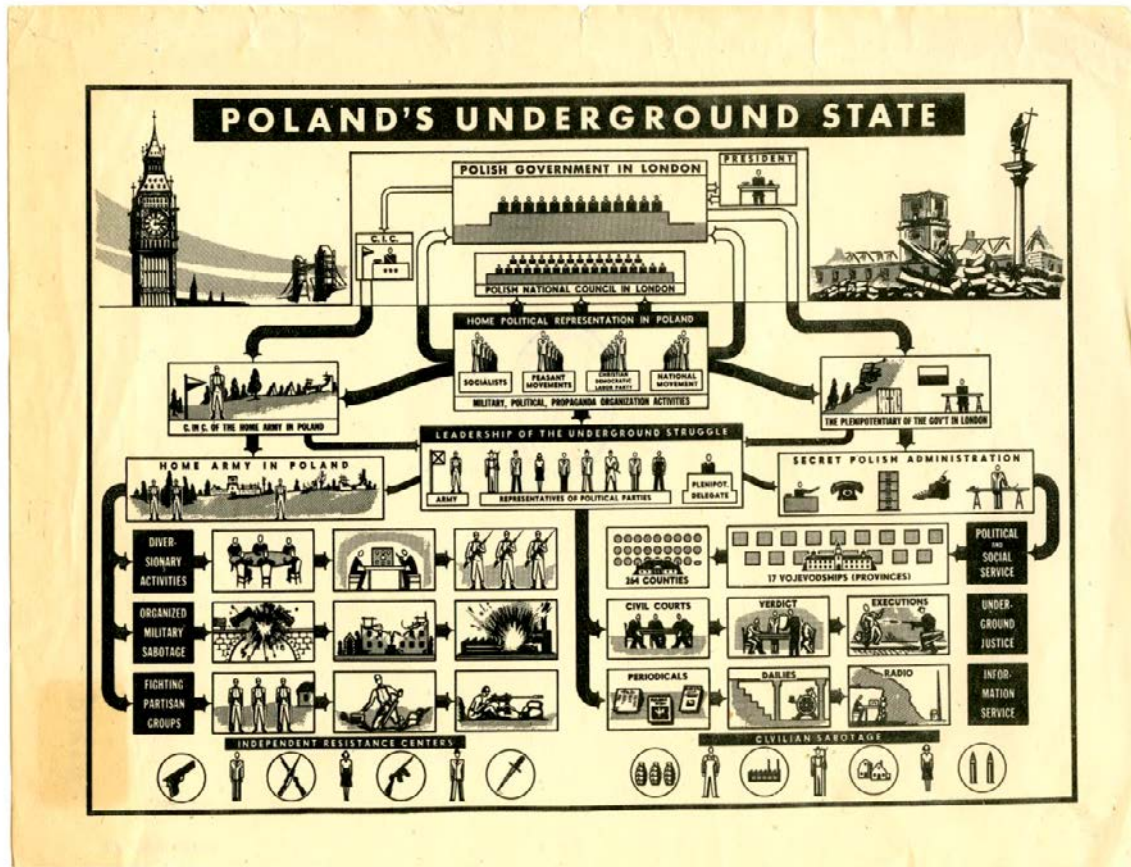 POLAND'S UNDERGROUND STATE
POLISH GOVERNMENT IN LONDON
PRESIDENT
C. I. C.
POLISH NATIONAL COUNCIL IN LONDON
HOME POLITICAL REPRESENTATION IN POLAND
SOCIALISTS
PEASANT
MOVEMENTS
CHRISTIAN
DEMOCRATIC
LABOR PARTY
NATIONAL
MOVEMENT
MILITARY, POLITICAL, PROPAGANDA ORGANIZATION ACTIVITIES
C. IN C. OF THE HOME ARMY IN POLAND
THE PLENIPOTENTIARY OF THE GOV'T IN LONDON
LEADERSHIP OF THE UNDERGROUND STRUGGLE
ARMY
REPRESENTATIVES OF POLITICAL PARTIES
PLENIPOT.
DELEGATE
HOME ARMY IN POLAND
SECRET POLISH ADMINISTRATION
DIVER-
SIONARY
ACTIVITIES
264 COUNTIES
17 VOJEVODSHIPS (PROVINCES)
POLITICAL
AND
SOCIAL
SERVICE
ORGANIZED
MILITARY
SABOTAGE
CIVIL COURTS
VERDICT
EXECUTIONS
UNDER-
GROUND
JUSTICE
FIGHTING
PARTISAN
GROUPS
PERIODICALS
DAILIES
RADIO
INFOR-
MATION
SERVICE
INDEPENDENT RESISTANCE CENTERS
CIVILIAN SABOTAGE